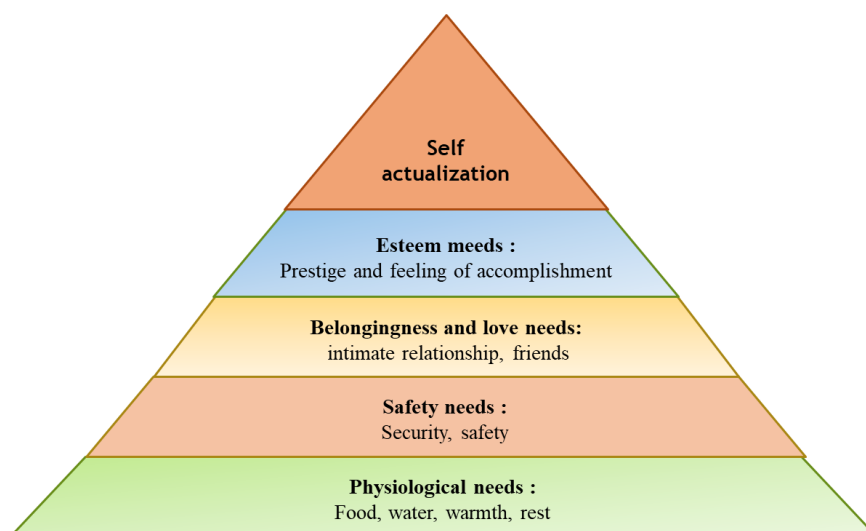 Self
actualization
Esteem meeds :
Prestige and feeling of accomplishment
Belongingness and love needs:
intimate relationship, friends
Safety needs :
Security, safety
Physiological needs :
Food, water, warmth, rest